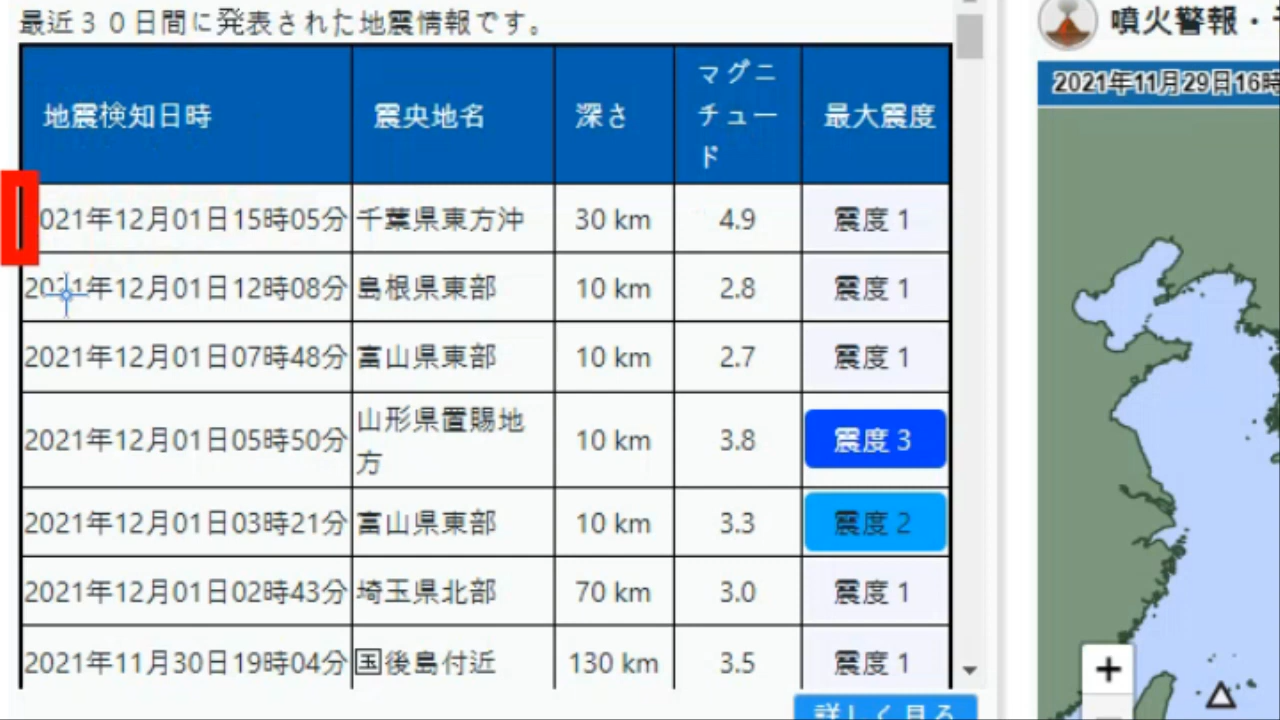 最近３０日間に発表された地震情報です。
地震検知日時 震央地名 深さ マグニチュード 最大震度
021年12月01日15時05分 千葉県東方沖 30 km 4.9 震度１
2021年12月01日12時08分 島根県東部 10 km 2.8 震度１
2021年12月01日07時48分 富山県東部 10 km 2.7 震度１
2021年12月01日05時50分 山形県置賜地方 10 km 3.8 震度３
2021年12月01日03時21分 富山県東部 10 km 3.3 震度２
2021年12月01日02時43分 埼玉県北部 70 km 3.0 震度１
2021年11月30日19時04分 国後島付近 130 km 3.5 震度１
詳しく見る
噴火警報・
2021年11月29日16時
+